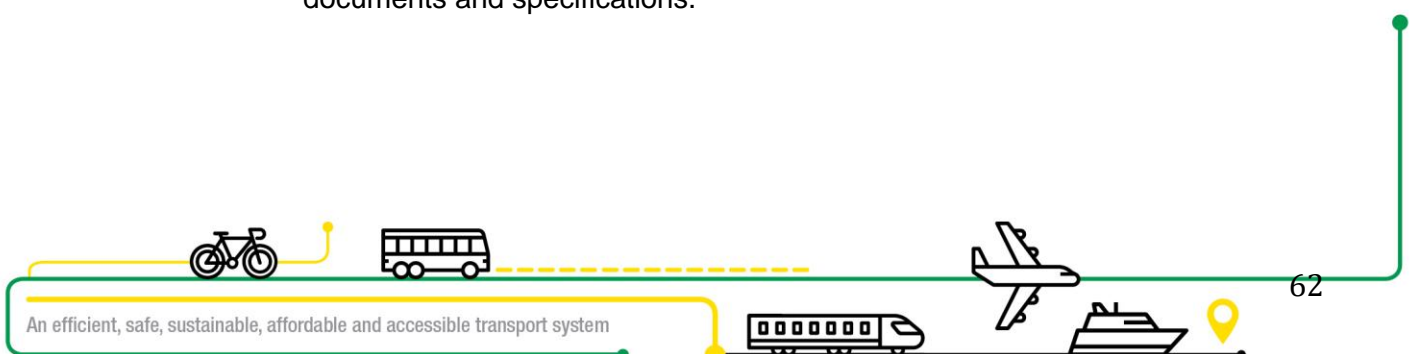 documents and specifications.
62
An efficient, safe, sustainable, affordable and accessible transport system